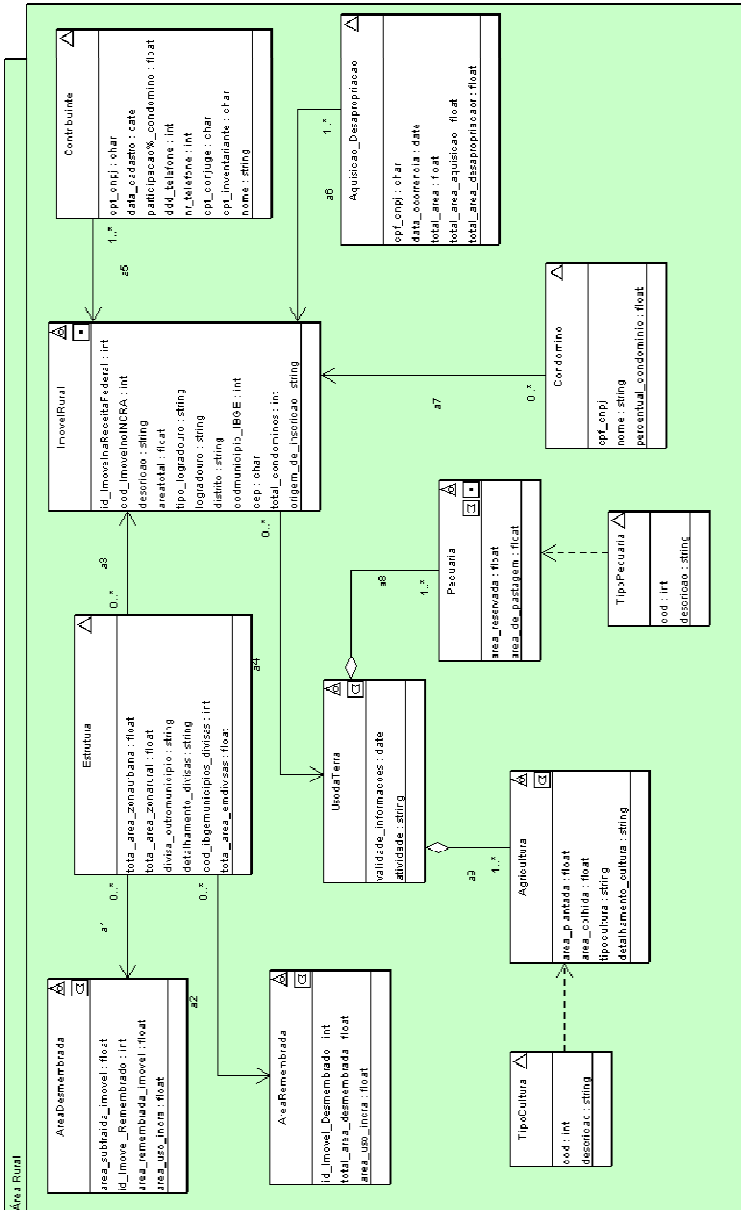 Área Rural
AreaDesmembrada
area_subtraida_imovel : float
id_Imove_Remembrado : int
area_remembrada_imovel : float
area_uso_incra : float
a2
AreaRemembrada
id_Imovel_Desmembrado : int
total_area_desmembrada : float
area_uso_incra : float
TipoCultura
cod : int
descricao : string
0..*
0..*
Estrutura
total_area_zonaurbana : float
total_area_zonarural : float
divisa_outromunicipio : string
detalhamento_divisas : string
cod_ibgemunicipios_divisas : int
total_area_emdivisas : float
a4
a3
0..*
UsodaTerra
validade_informacoes : date
atividade : string
a9
1..*
Agricultura
area_plantada : float
area_colhida : float
tipocultura : string
detalhamento_cultura : string
ImovelRural
id_ImovelnaReceitaFederal : int
cod_ImovelnoINCRA : int
descricao : string
areatotal : float
tipo_logradouro : string
logradouro : string
distrito : string
codmunicipio_IBGE : int
cep : char
total_condominos : int
origem_de_inscricao : string
0..*
a8
1..*
Pecuaria
area_reservada : float
area_de_pastagem : float
TipoPecuaria
cod : int
descricao : string
a5
1..*
Contribuinte
cpf_cnpj : char
data_cadastro : date
participacao%_condomino : float
ddd_telefone : int
nr_telefone : int
cpf_conjuge : char
cpf_inventariante : char
nome : string
a6
1..*
Aquisicao_Desapropriacao
cpf_cnpj : char
data_ocorrencia : date
total_area : float
total_area_aquisicao : float
total_area_desapropriacaor : float
a7
0..*
Condomino
cpf_cnpj
nome : string
percentual_condominio : float